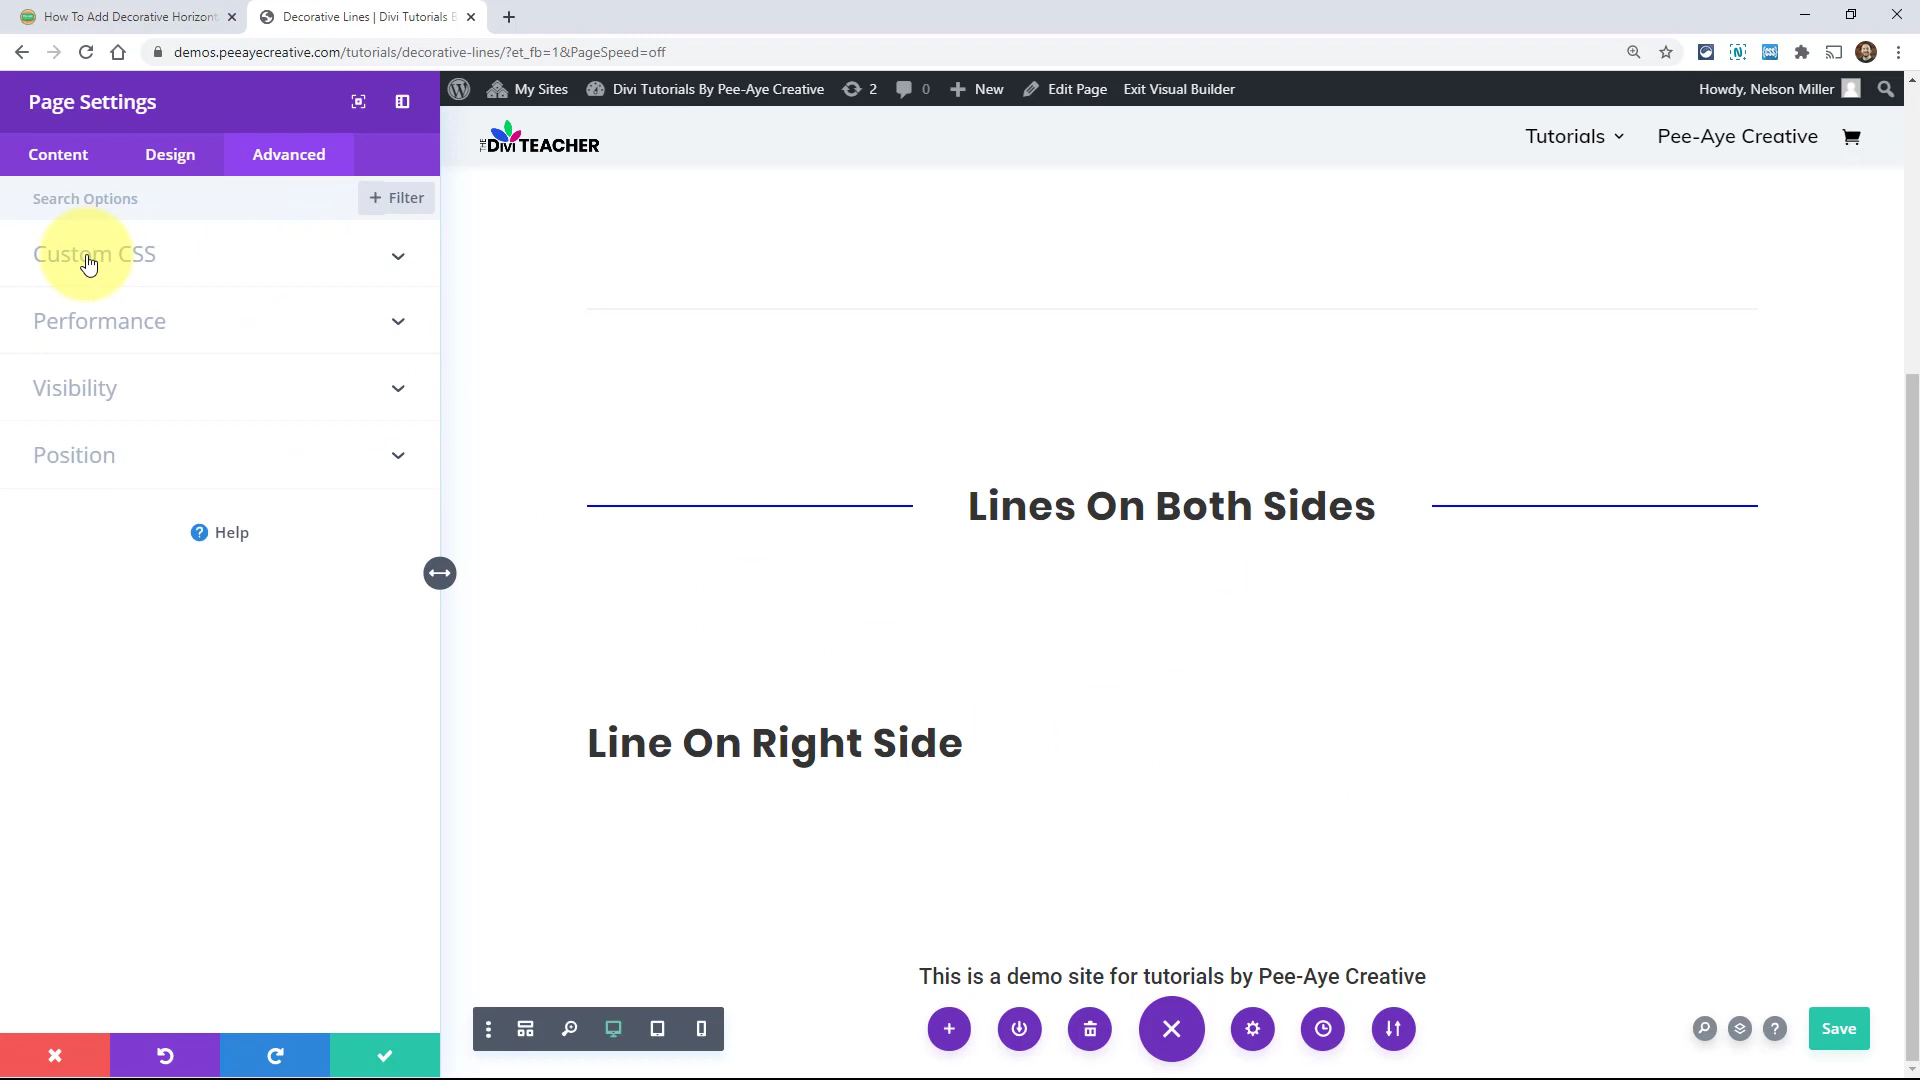 How To Add Decorative Horizont
Decorative Lines | Divi Tutorials B
demos.peeayecreative.com/tutorials/decorative-lines/?et_fb=1&PageSpeed=off
Page Settings
My Sites
Divi Tutorials By Pee-Aye Creative
2
0
New
Edit Page
Exit Visual Builder
Howdy, Nelson Miller
Content
Design
Advanced
THE DIVI TEACHER
Tutorials
Pee-Aye Creative
Search Options
+ Filter
Custom CSS
Performance
Visibility
Position
? Help
Lines On Both Sides
Line On Right Side
This is a demo site for tutorials by Pee-Aye Creative
?
Save